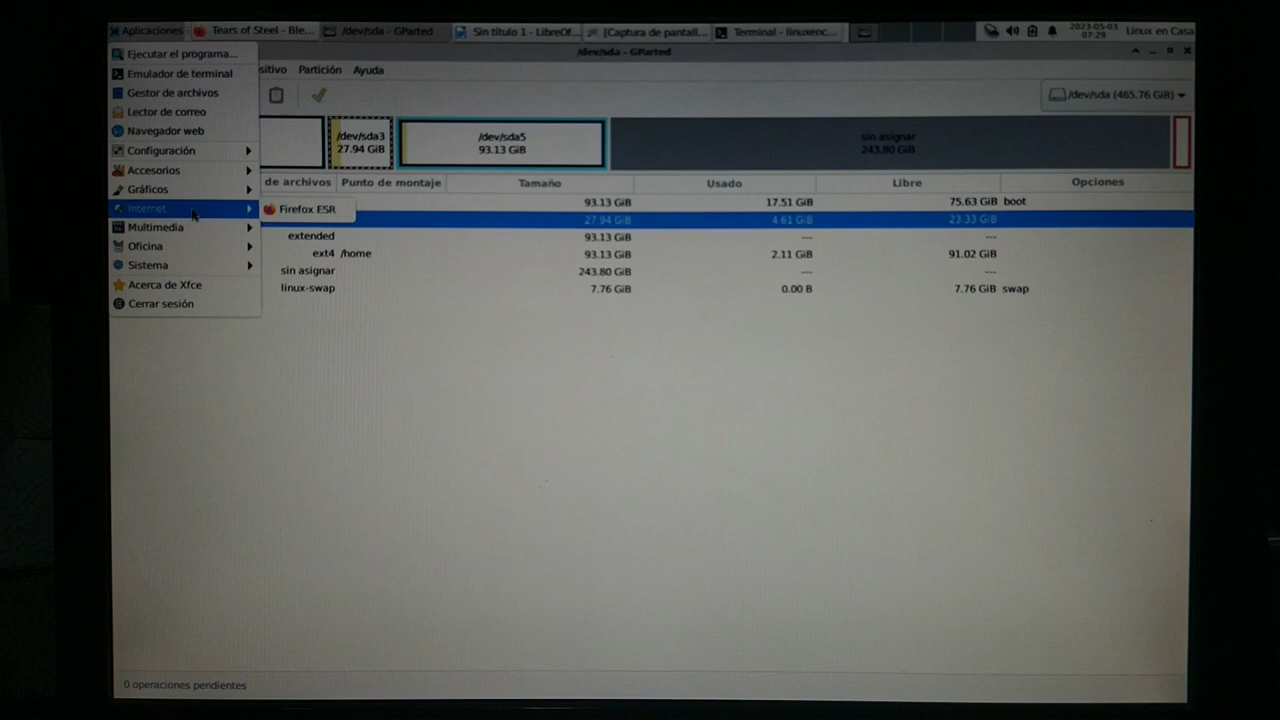 Aplicaciones Tears of Steel - Ble... /dev/sda - GParted Sin título 1 - LibreOf... [Captura de pantall... Terminal - linuxenc... 2023-05-03 07:29 Linux en Casa
/dev/sda - GParted
Ejecutar el programa...
Emulador de terminal
Gestor de archivos
Lector de correo
Navegador web
Configuración
Accesorios
Gráficos
Internet
Multimedia
Oficina
Sistema
Acerca de Xfce
Cerrar sesión
Firefox ESR
sitivo Partición Ayuda
/dev/sda (465.76 GiB)
/dev/sda3
27.94 GiB
/dev/sda5
93.13 GiB
sin asignar
243.80 GiB
de archivos Punto de montaje Tamaño Usado Libre Opciones
93.13 GiB 17.51 GiB 75.63 GiB boot
27.94 GiB 4.61 GiB 23.33 GiB
extended 93.13 GiB --- ---
ext4 /home 93.13 GiB 2.11 GiB 91.02 GiB
sin asignar 243.80 GiB --- ---
linux-swap 7.76 GiB 0.00 B 7.76 GiB swap
0 operaciones pendientes